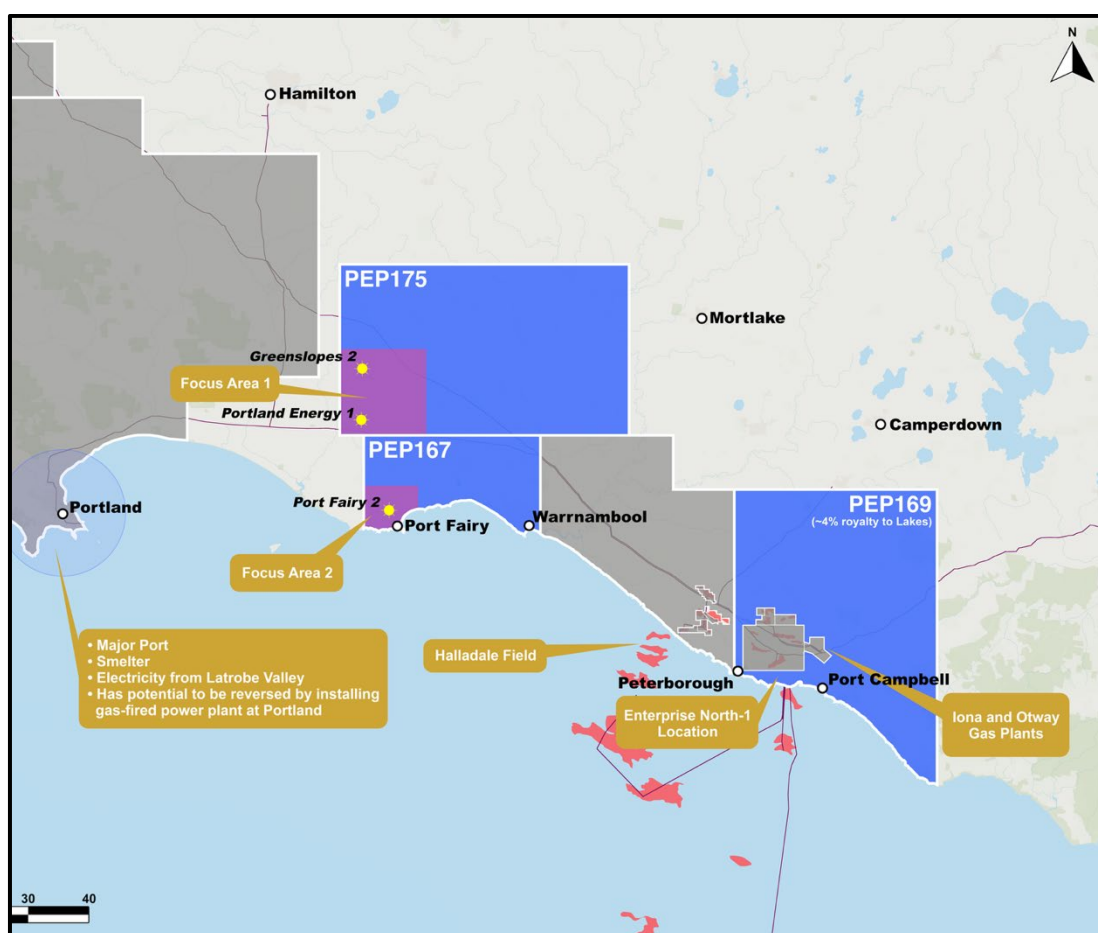 N
Hamilton
PEP175
Mortlake
Greenslopes 2
Focus Area 1
Portland Energy 1
Camperdown
PEP167
PEP169
(~4% royalty to Lakes)
Port Fairy 2
Portland
Port Fairy
Warrnambool
Focus Area 2
• Major Port
• Smelter
• Electricity from Latrobe Valley
• Has potential to be reversed by installing
gas-fired power plant at Portland
Halladale Field
Peterborough
Port Campbell
Enterprise North-1
Location
Iona and Otway
Gas Plants
30 40